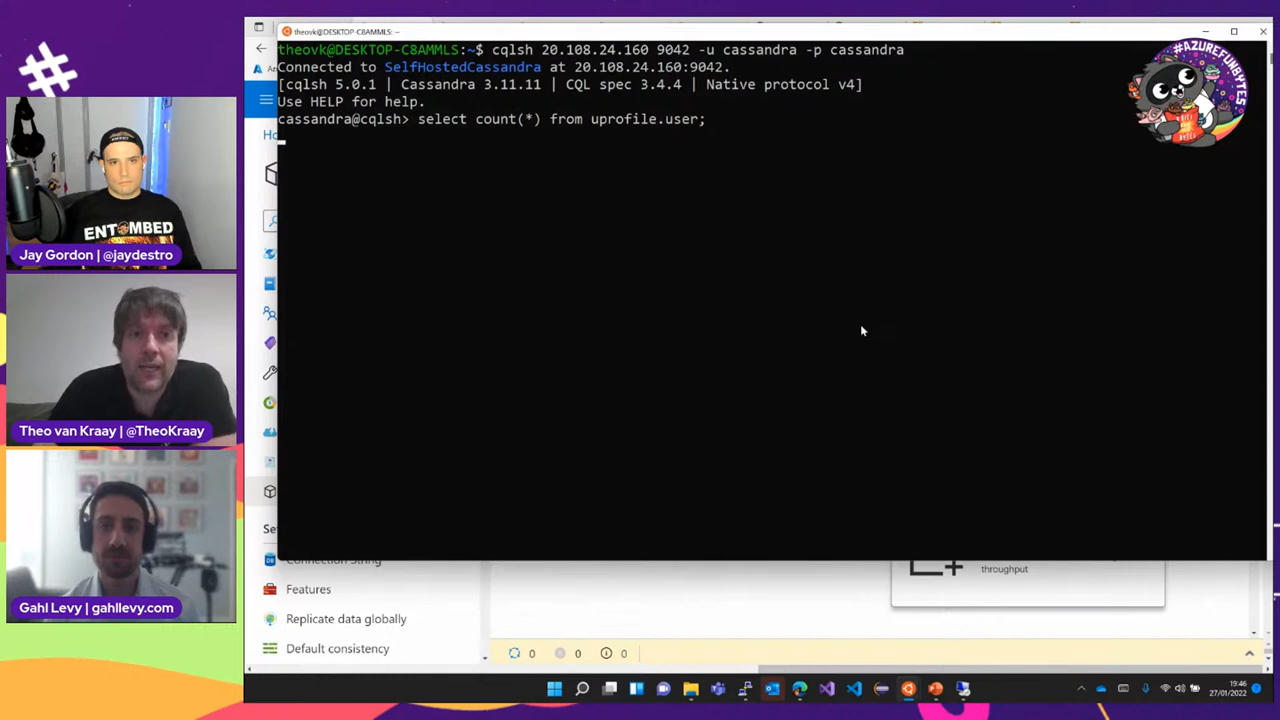 theovk@DESKTOP-C8AMMLS: ~
theovk@DESKTOP-C8AMMLS:~$ cqlsh 20.108.24.160 9042 -u cassandra -p cassandra
Connected to SelfHostedCassandra at 20.108.24.160:9042.
[cqlsh 5.0.1 | Cassandra 3.11.11 | CQL spec 3.4.4 | Native protocol v4]
Use HELP for help.
cassandra@cqlsh> select count(*) from uprofile.user;
#AZUREFUNBYTES
ENTOMBED
Jay Gordon | @jaydestro
Theo van Kraay | @TheoKraay
Gahl Levy | gahllevy.com
Ho
Se
Connection String
Features
Replicate data globally
Default consistency
throughput
0 0 0
19:46
27/01/2022